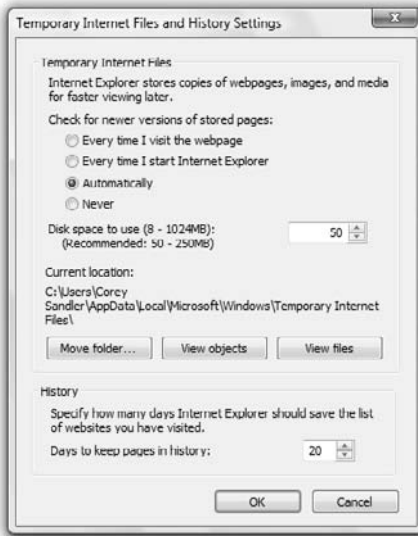 Temporary Internet Files and History Settings
X
Temporary Internet Files
Internet Explorer stores copies of webpages, images, and media
for faster viewing later.
Check for newer versions of stored pages:
Every time I visit the webpage
Every time I start Internet Explorer
Automatically
Never
Disk space to use (8 - 1024MB):
50
(Recommended: 50 - 250MB)
Current location:
C:\Users\Corey
Sandler\AppData\Local\Microsoft\Windows\Temporary Internet
Files\
Move folder... View objects View files
History
Specify how many days Internet Explorer should save the list
of websites you have visited.
Days to keep pages in history: 20
OK Cancel